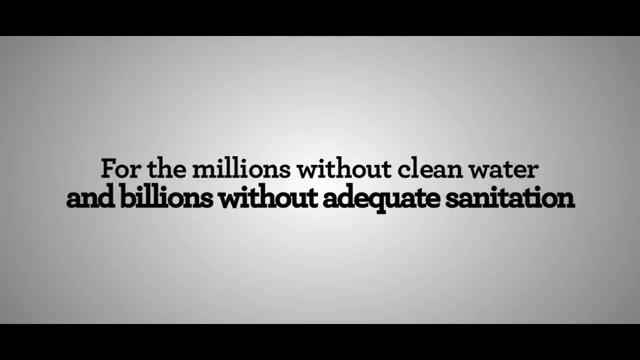 For the millions without clean water
and billions without adequate sanitation